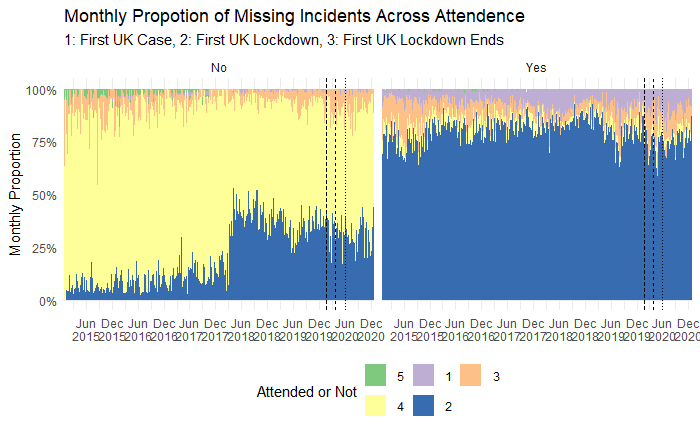 Monthly Propotion of Missing Incidents Across Attendence
1: First UK Case, 2: First UK Lockdown, 3: First UK Lockdown Ends
No Yes
100%
75%
50%
25%
0%
Monthly Proportion
Jun Dec Jun Dec Jun Dec Jun Dec Jun Dec Jun Dec Jun Dec Jun Dec Jun Dec Jun Dec Jun Dec Jun Dec
2015 2015 2016 2016 2017 2017 2018 2018 2019 2019 2020 2020 2015 2015 2016 2016 2017 2017 2018 2018 2019 2019 2020 2020
Attended or Not
5 1 3
4 2